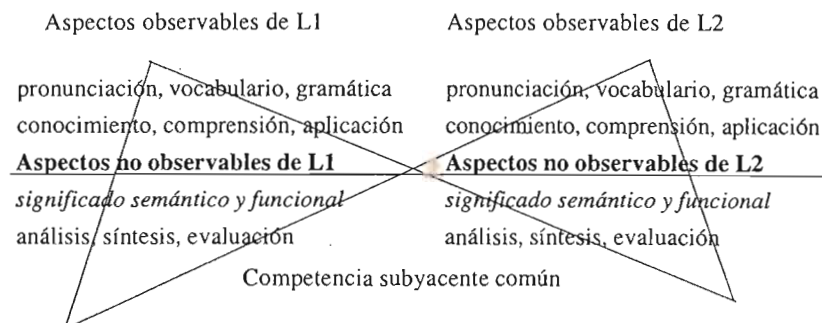 Aspectos observables de L1
pronunciación, vocabulario, gramática
conocimiento, comprensión, aplicación
Aspectos no observables de L1
significado semántico y funcional
análisis, síntesis, evaluación
Aspectos observables de L2
pronunciación, vocabulario, gramática
conocimiento, comprensión, aplicación
Aspectos no observables de L2
significado semántico y funcional
análisis, síntesis, evaluación
Competencia subyacente común